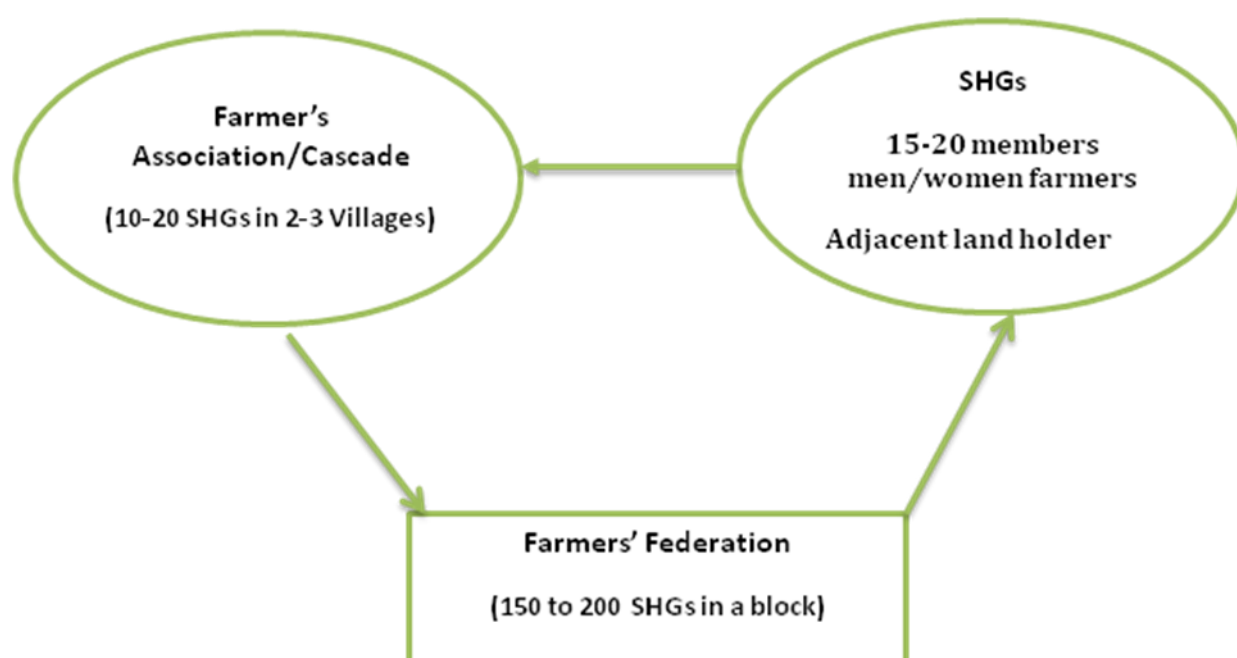 Farmer’s
Association/Cascade
(10-20 SHGs in 2-3 Villages)
SHGs
15-20 members
men/women farmers
Adjacent land holder
Farmers’ Federation
(150 to 200 SHGs in a block)